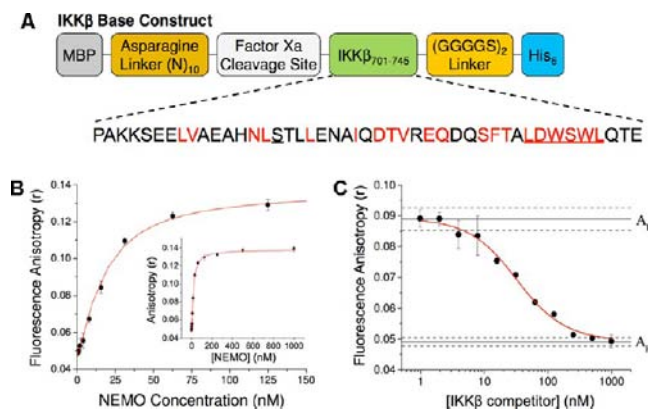 A
IKKβ Base Construct
MBP
Asparagine
Linker (N)10
Factor Xa
Cleavage Site
IKKβ701-745
(GGGGS)2
Linker
His6
PAKKSEELVAEAHNLSTLLENAIQDTVREQDQSFTALDWSWLQTE
B
Fluorescence Anisotropy (r)
0.14
0.12
0.10
0.08
0.06
0.04
0 25 50 75 100 125 150
NEMO Concentration (nM)
Anisotropy (r)
0.14
0.12
0.10
0.08
0.06
0.04
0 200 400 600 800 1000
[NEMO] (nM)
C
Fluorescence Anisotropy (r)
0.10
0.09
0.08
0.07
0.06
0.05
0.04
1 10 100 1000
[IKKβ competitor] (nM)